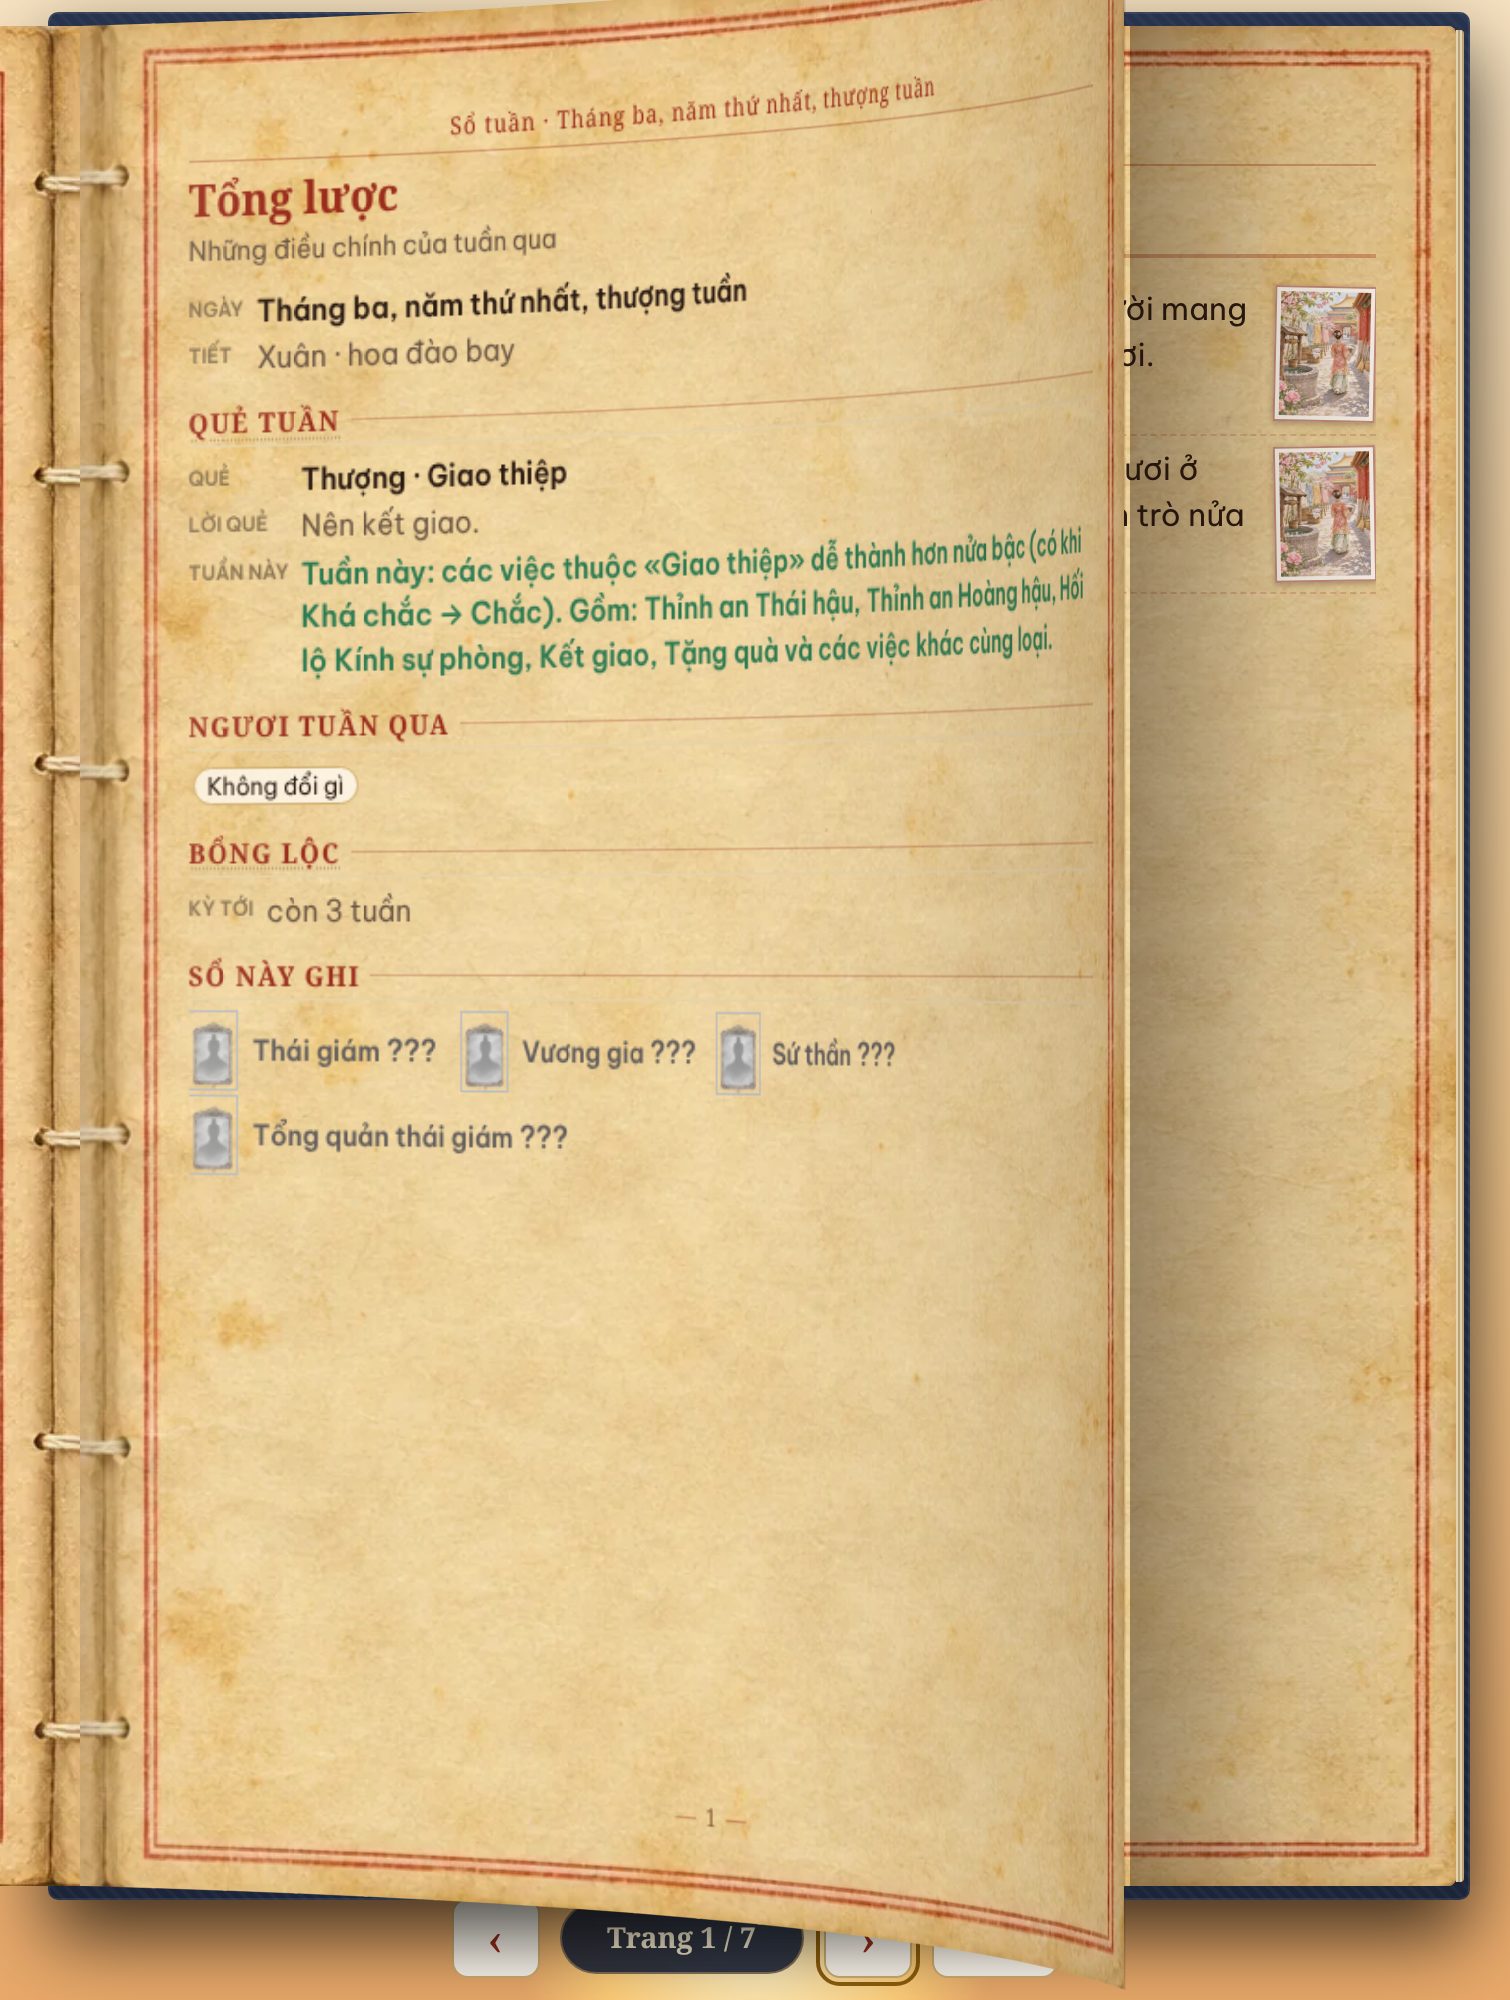 Sổ tuần · Tháng ba, năm thứ nhất, thượng tuần
Tổng lược
Những điều chính của tuần qua
NGÀY Tháng ba, năm thứ nhất, thượng tuần
TIẾT Xuân · hoa đào bay
QUẺ TUẦN
QUẺ Thượng · Giao thiệp
LỜI QUẺ Nên kết giao.
TUẦN NÀY Tuần này: các việc thuộc «Giao thiệp» dễ thành hơn nửa bậc (có khi
Khá chắc → Chắc). Gồm: Thỉnh an Thái hậu, Thỉnh an Hoàng hậu, Hối
lộ Kính sự phòng, Kết giao, Tặng quà và các việc khác cùng loại.
NGƯƠI TUẦN QUA
Không đổi gì
BỔNG LỘC
KỲ TỚI còn 3 tuần
SỔ NÀY GHI
Thái giám ??? Vương gia ??? Sứ thần ???
Tổng quản thái giám ???
— 1 —
mang
ở
trò nửa
‹ Trang 1 / 7 ›